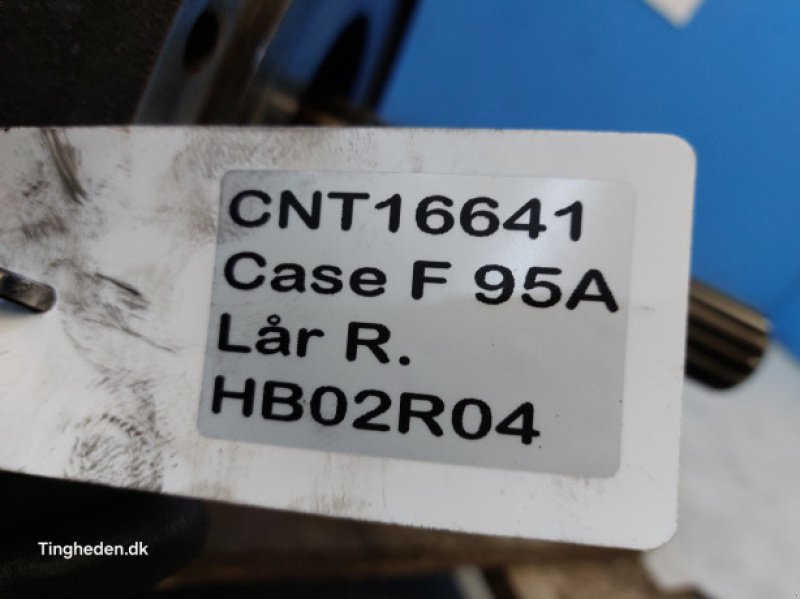 CNT16641
Case F 95A
Lår R.
HB02R04
Tingheden.dk